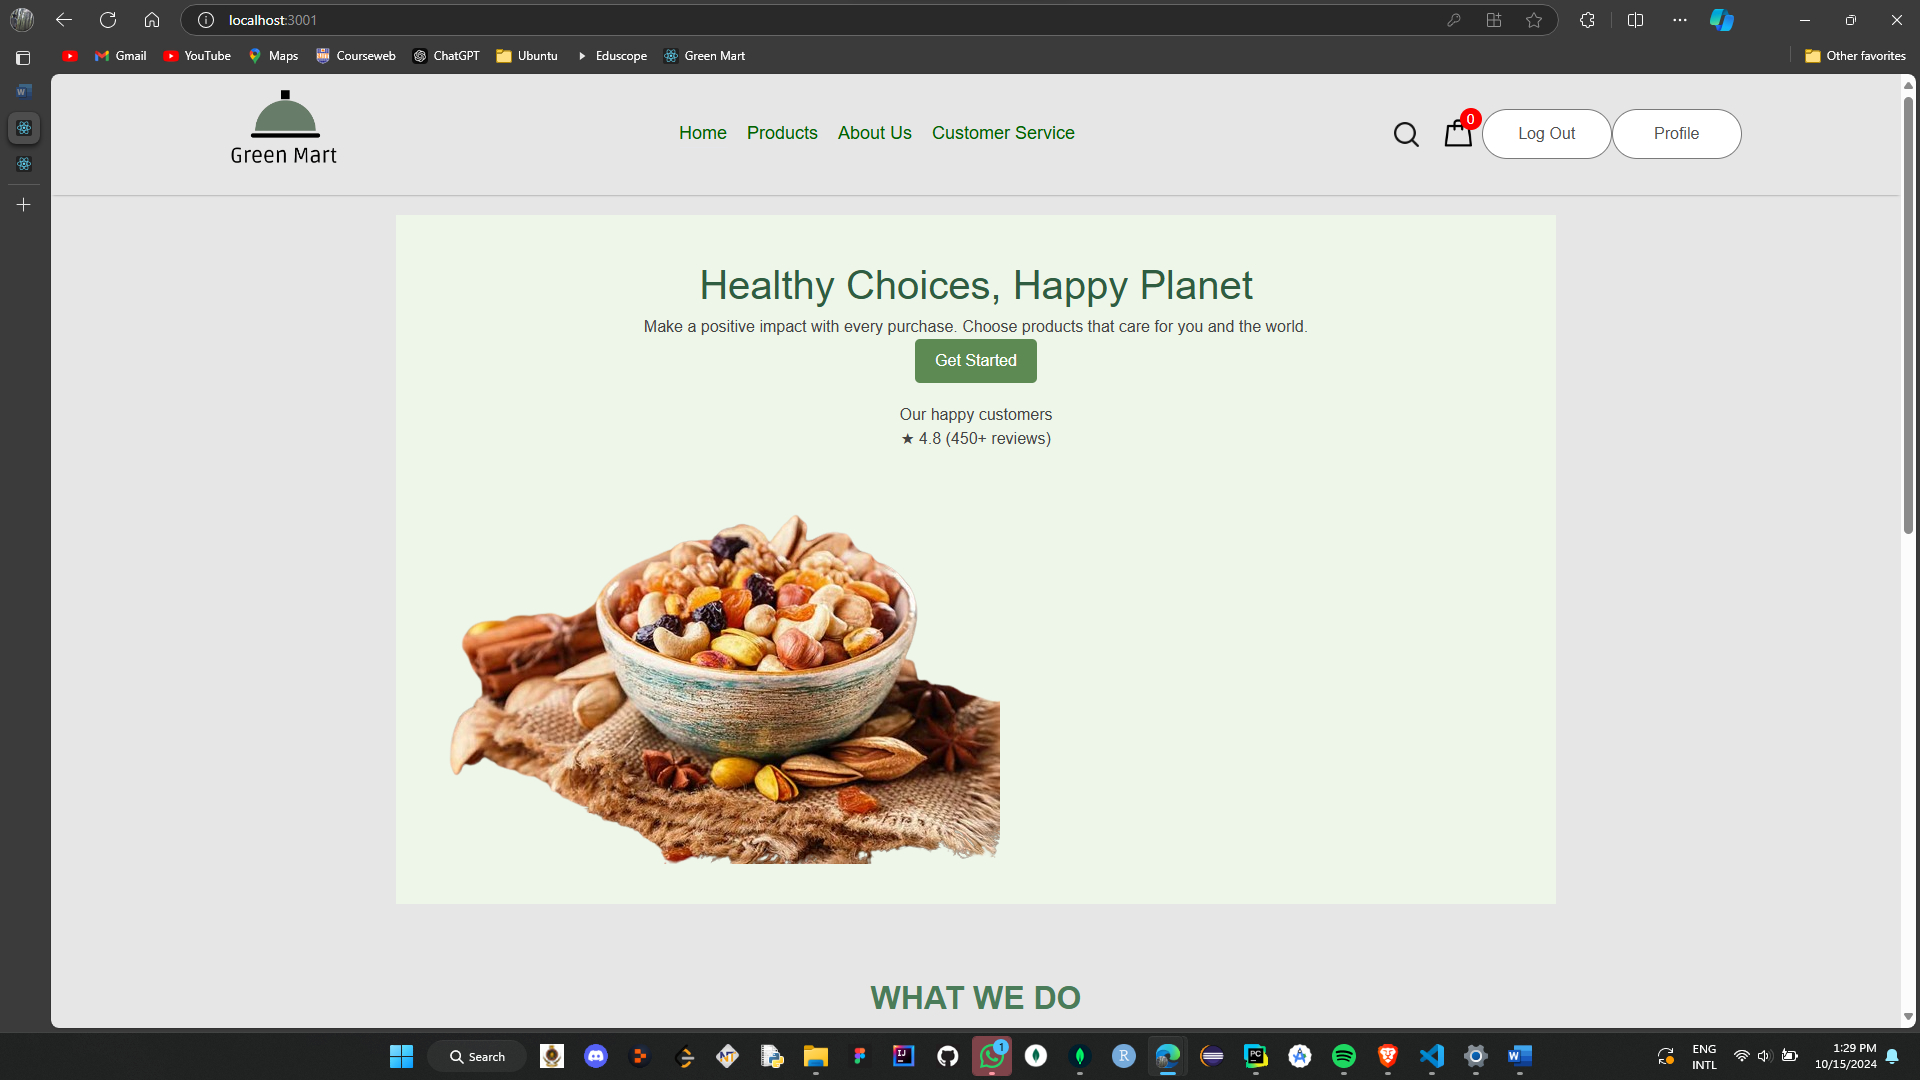 localhost:3001
Gmail
YouTube
Maps
Courseweb
ChatGPT
Ubuntu
Eduscope
Green Mart
Other favorites
Green Mart
Home
Products
About Us
Customer Service
0
Log Out
Profile
Healthy Choices, Happy Planet
Make a positive impact with every purchase. Choose products that care for you and the world.
Get Started
Our happy customers
★ 4.8 (450+ reviews)
WHAT WE DO
Search
1
ENG
INTL
1:29 PM
10/15/2024